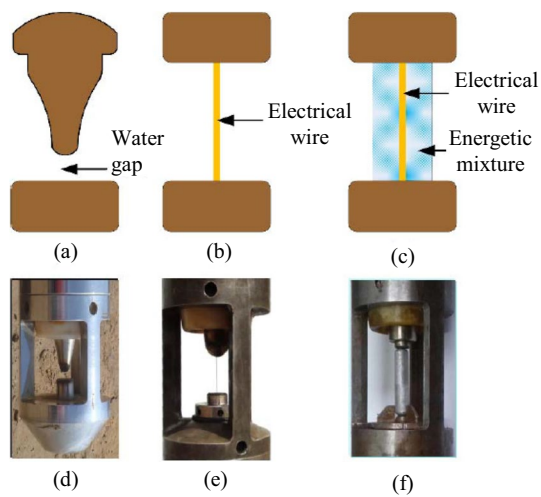 Water
gap
Electrical
wire
Electrical
wire
Energetic
mixture
(a)
(b)
(c)
(d)
(e)
(f)